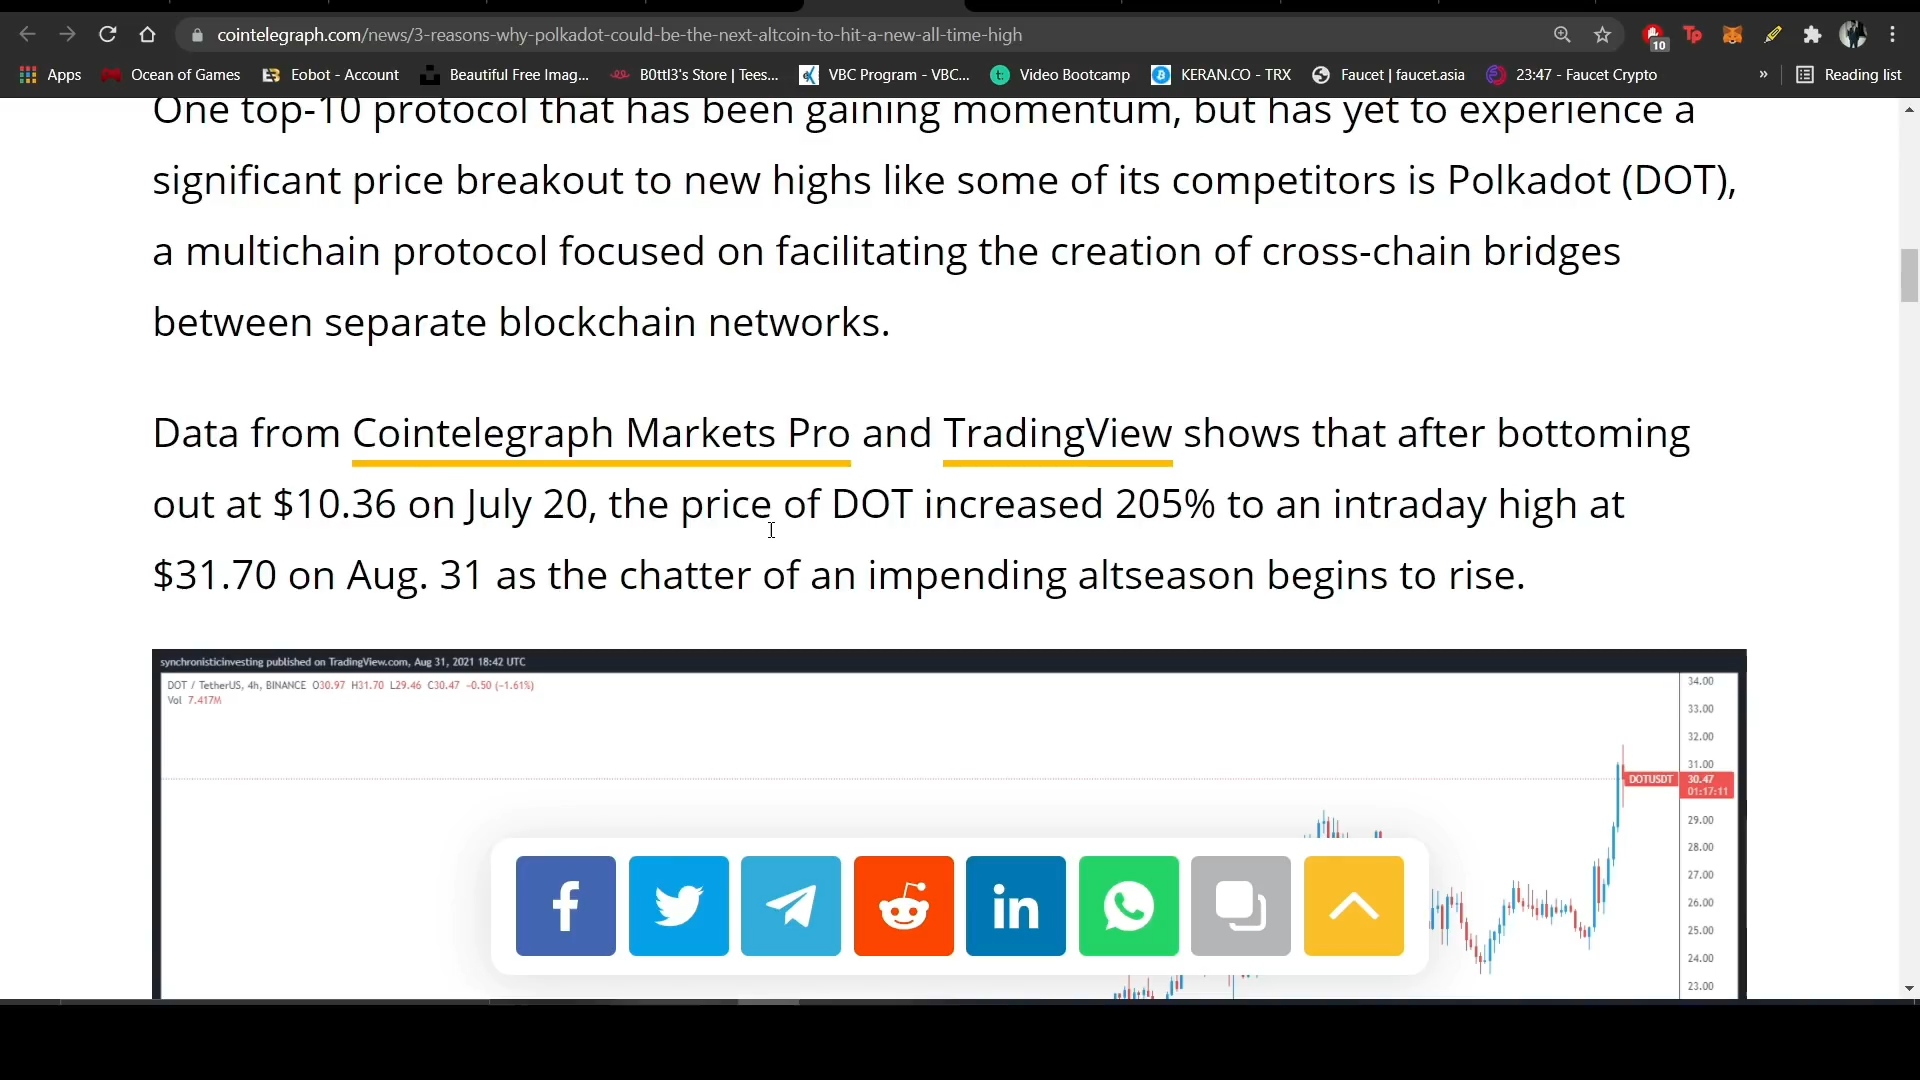 cointelegraph.com/news/3-reasons-why-polkadot-could-be-the-next-altcoin-to-hit-a-new-all-time-high
10
Tp
Apps
Ocean of Games
Eobot - Account
Beautiful Free Imag...
B0ttl3's Store | Tees...
VBC Program - VBC...
Video Bootcamp
KERAN.CO - TRX
Faucet | faucet.asia
23:47 - Faucet Crypto
»
Reading list
One top-10 protocol that has been gaining momentum, but has yet to experience a
significant price breakout to new highs like some of its competitors is Polkadot (DOT),
a multichain protocol focused on facilitating the creation of cross-chain bridges
between separate blockchain networks.
Data from Cointelegraph Markets Pro and TradingView shows that after bottoming
out at $10.36 on July 20, the price of DOT increased 205% to an intraday high at
$31.70 on Aug. 31 as the chatter of an impending altseason begins to rise.
synchronisticinvesting published on TradingView.com, Aug 31, 2021 18:42 UTC
DOT / TetherUS, 4h, BINANCE O30.97 H31.70 L29.46 C30.47 -0.50 (-1.61%)
Vol 7.417M
34.00
33.00
32.00
31.00
DOTUSDT 30.47
01:17:11
29.00
28.00
27.00
26.00
25.00
24.00
23.00